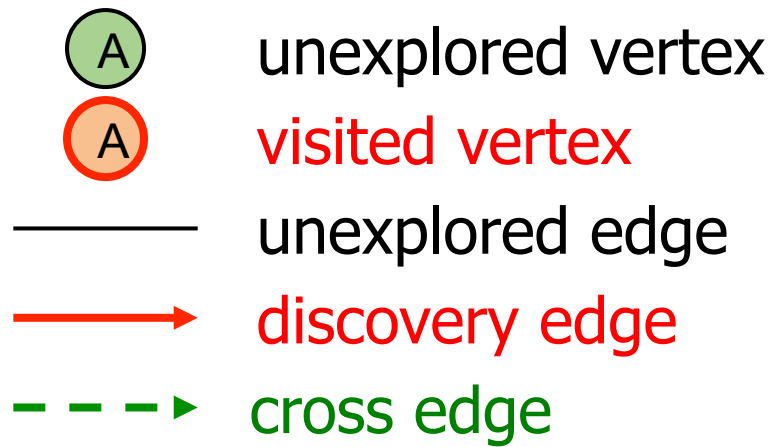 A unexplored vertex
A visited vertex
unexplored edge
discovery edge
cross edge